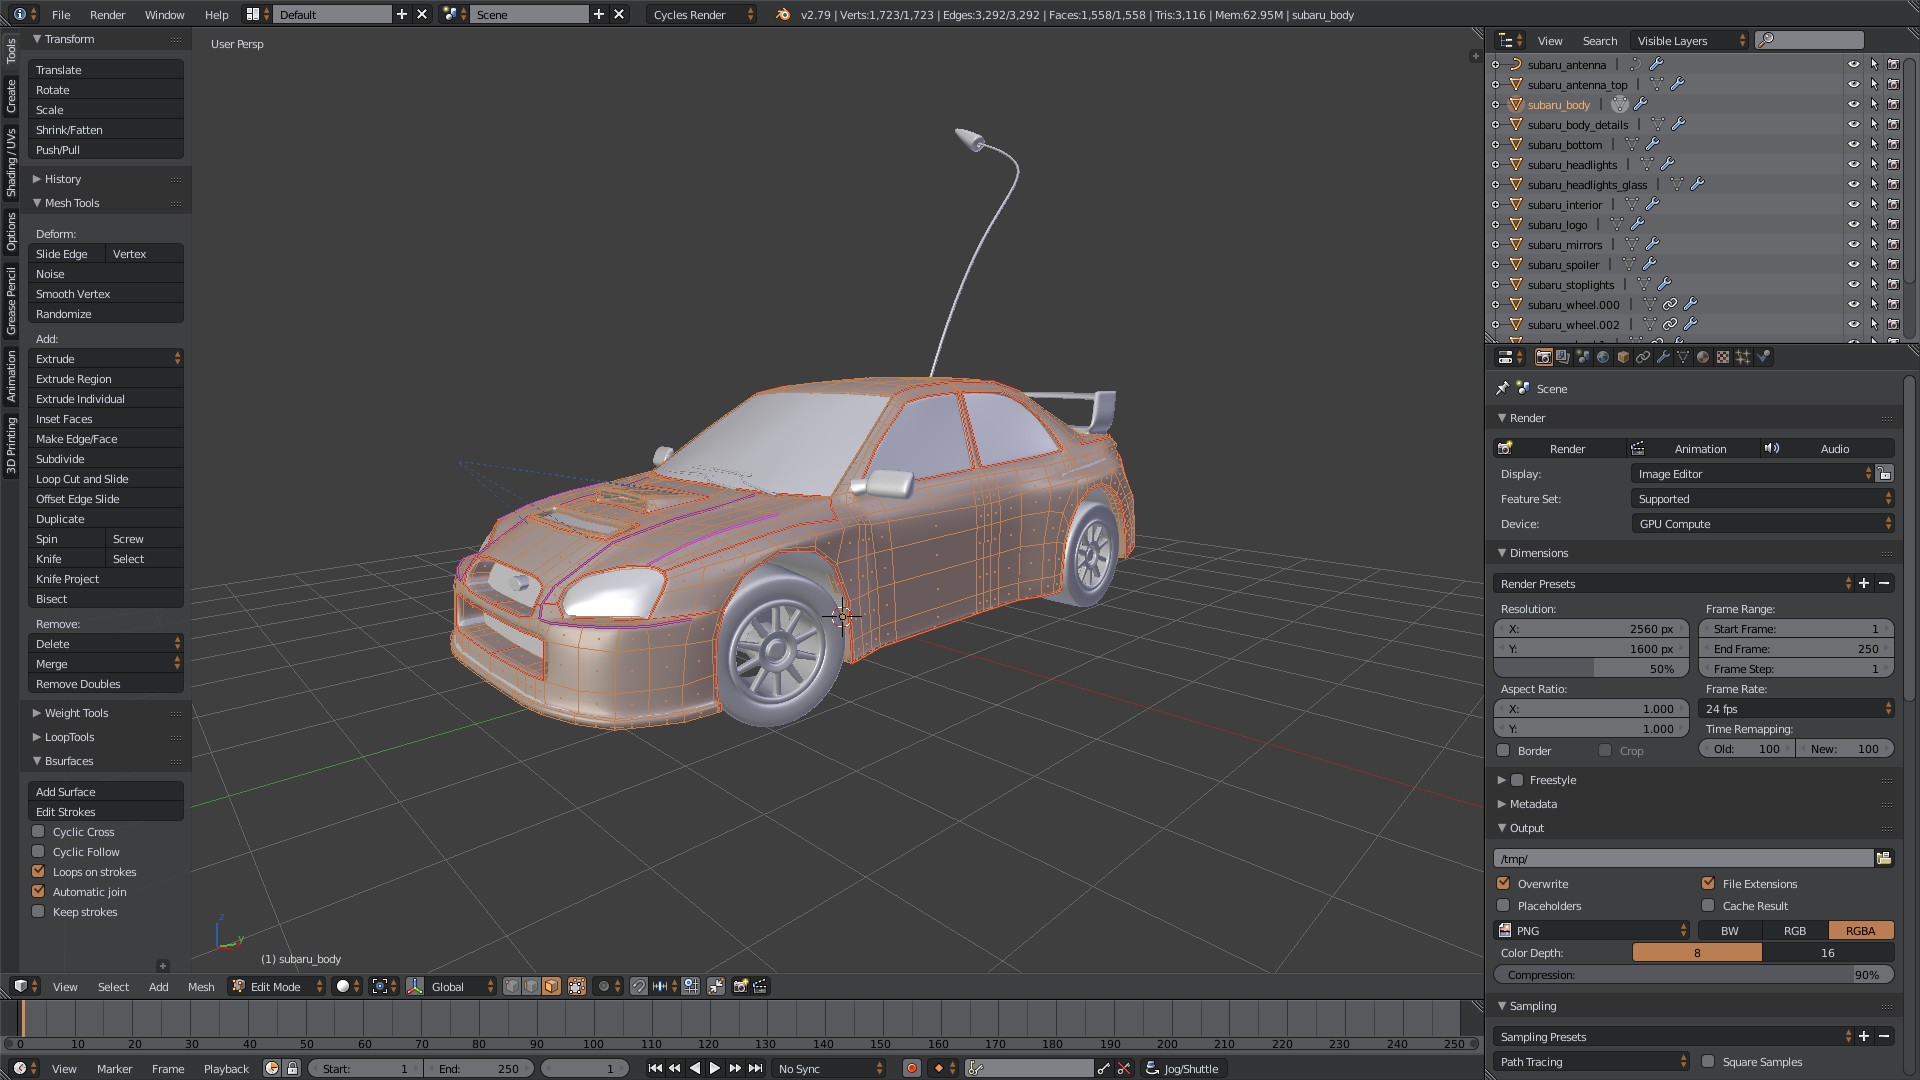 File Render Window Help Default Scene Cycles Render v2.79 | Verts:1,723/1,723 | Edges:3,292/3,292 | Faces:1,558/1,558 | Tris:3,116 | Mem:62.95M | subaru_body
Tools
Create
Shading / UVs
Options
Grease Pencil
Animation
3D Printing
Transform
Translate
Rotate
Scale
Shrink/Fatten
Push/Pull
History
Mesh Tools
Deform:
Slide Edge Vertex
Noise
Smooth Vertex
Randomize
Add:
Extrude
Extrude Region
Extrude Individual
Inset Faces
Make Edge/Face
Subdivide
Loop Cut and Slide
Offset Edge Slide
Duplicate
Spin Screw
Knife Select
Knife Project
Bisect
Remove:
Delete
Merge
Remove Doubles
Weight Tools
LoopTools
Bsurfaces
Add Surface
Edit Strokes
Cyclic Cross
Cyclic Follow
Loops on strokes
Automatic join
Keep strokes
User Persp
z
y
(1) subaru_body
View Select Add Mesh Edit Mode Global
0 10 20 30 40 50 60 70 80 90 100 110 120 130 140 150 160 170 180 190 200 210 220 230 240 250
View Marker Frame Playback Start: 1 End: 250 1 No Sync Jog/Shuttle
View Search Visible Layers
subaru_antenna |
subaru_antenna_top |
subaru_body |
subaru_body_details |
subaru_bottom |
subaru_headlights |
subaru_headlights_glass |
subaru_interior |
subaru_logo |
subaru_mirrors |
subaru_spoiler |
subaru_stoplights |
subaru_wheel.000 |
subaru_wheel.002 |
Scene
Render
Render Animation Audio
Display: Image Editor
Feature Set: Supported
Device: GPU Compute
Dimensions
Render Presets
Resolution: Frame Range:
X: 2560 px Start Frame: 1
Y: 1600 px End Frame: 250
50% Frame Step: 1
Aspect Ratio: Frame Rate:
X: 1.000 24 fps
Y: 1.000 Time Remapping:
Border Crop Old: 100 New: 100
Freestyle
Metadata
Output
/tmp/
Overwrite File Extensions
Placeholders Cache Result
PNG BW RGB RGBA
Color Depth: 8 16
Compression: 90%
Sampling
Sampling Presets
Path Tracing Square Samples